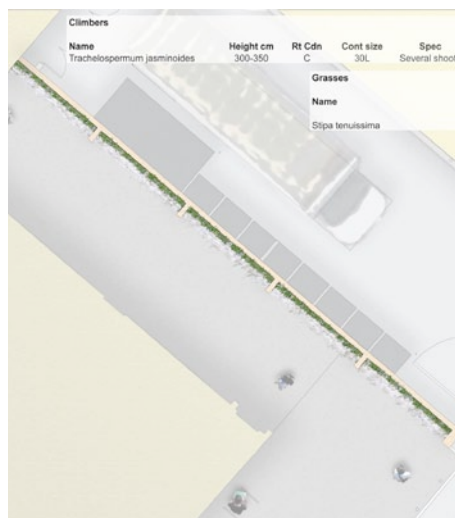 Climbers
Name Height cm Rt Cdn Cont size Spec
Trachelospermum jasminoides 300-350 C 30L Several shoot
Grasses
Name
Stipa tenuissima